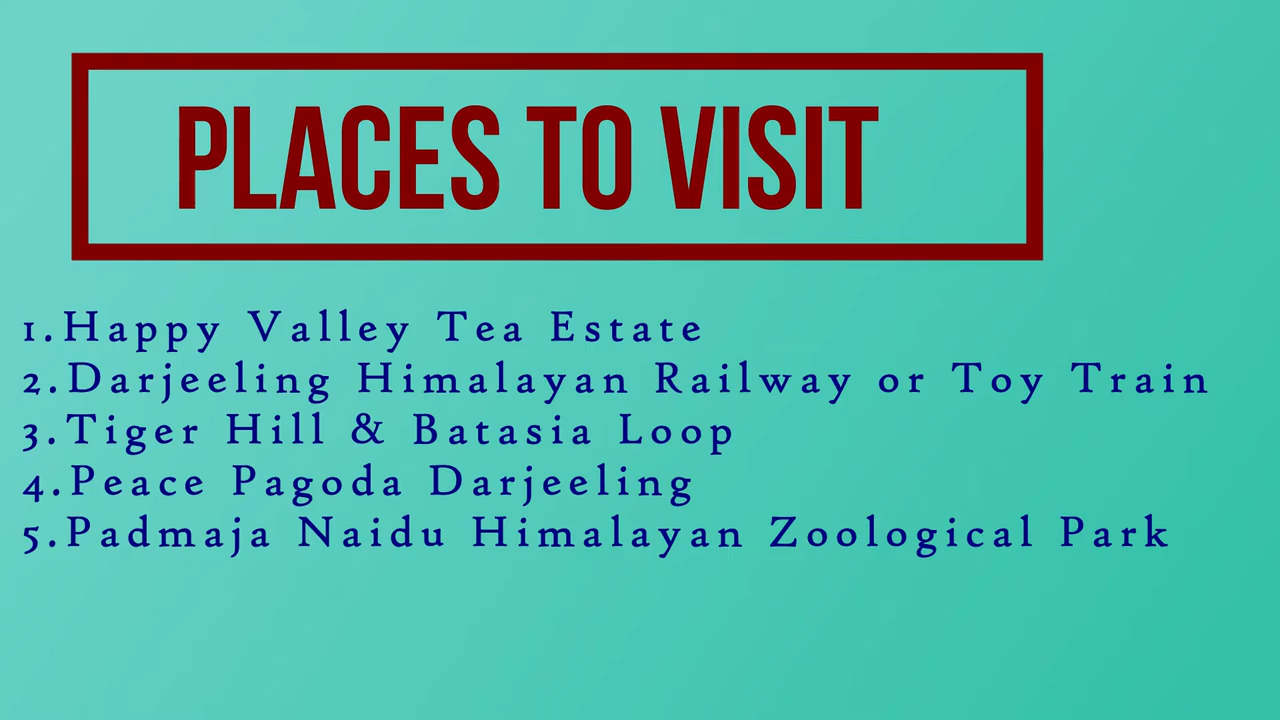 PLACES TO VISIT
1.Happy Valley Tea Estate
2.Darjeeling Himalayan Railway or Toy Train
3.Tiger Hill & Batasia Loop
4.Peace Pagoda Darjeeling
5.Padmaja Naidu Himalayan Zoological Park